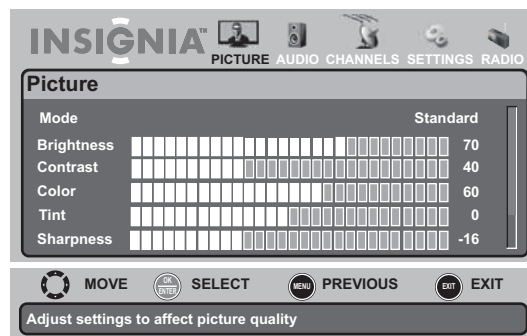 INSIGNIA™
PICTURE AUDIO CHANNELS SETTINGS RADIO
Picture
Mode Standard
Brightness 70
Contrast 40
Color 60
Tint 0
Sharpness -16
MOVE OK ENTER SELECT MENU PREVIOUS EXIT EXIT
Adjust settings to affect picture quality